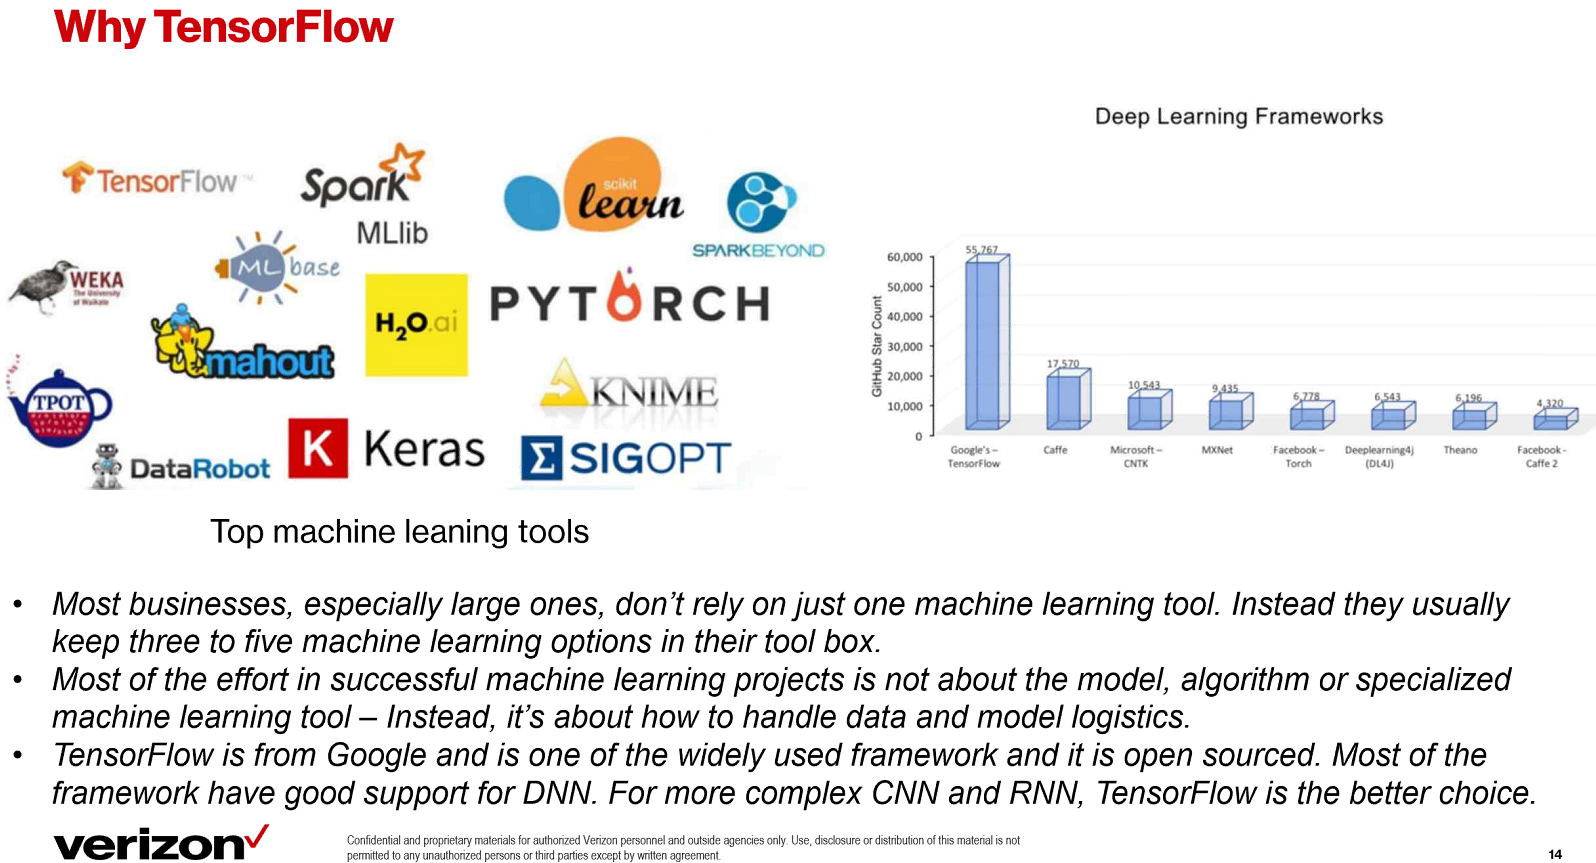 Why TensorFlow
Deep Learning Frameworks
TensorFlow™
Spark
MLlib
scikit
learn
SPARKBEYOND
WEKA
The University
of Waikato
ML base
H2O.ai
PYTORCH
mahout
TPOT
KNIME
DataRobot
K Keras
Σ SIGOPT
GitHub Star Count
60,000
50,000
40,000
30,000
20,000
10,000
0
55,767
17,570
10,543
9,435
6,778
6,543
6,196
4,320
Google's –
TensorFlow
Caffe
Microsoft –
CNTK
MXNet
Facebook –
Torch
Deeplearning4j
(DL4J)
Theano
Facebook -
Caffe 2
Top machine leaning tools
• Most businesses, especially large ones, don’t rely on just one machine learning tool. Instead they usually
keep three to five machine learning options in their tool box.
• Most of the effort in successful machine learning projects is not about the model, algorithm or specialized
machine learning tool – Instead, it’s about how to handle data and model logistics.
• TensorFlow is from Google and is one of the widely used framework and it is open sourced. Most of the
framework have good support for DNN. For more complex CNN and RNN, TensorFlow is the better choice.
verizon
Confidential and proprietary materials for authorized Verizon personnel and outside agencies only. Use, disclosure or distribution of this material is not
permitted to any unauthorized persons or third parties except by written agreement.
14